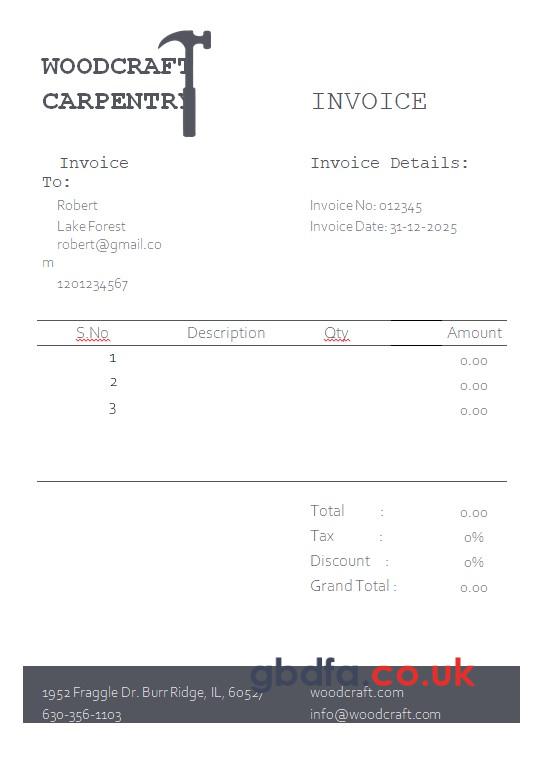 WOODCRAFT
CARPENTRY
INVOICE
Invoice
To:
Invoice Details:
Robert
Invoice No: 012345
Lake Forest
Invoice Date: 31-12-2025
robert@gmail.co
m
1201234567
S.No Description Qty Amount
1 0.00
2 0.00
3 0.00
Total : 0.00
Tax : 0%
Discount : 0%
Grand Total : 0.00
gbdfa.co.uk
1952 Fraggle Dr. Burr Ridge, IL, 60527 woodcraft.com
630-356-1103 info@woodcraft.com